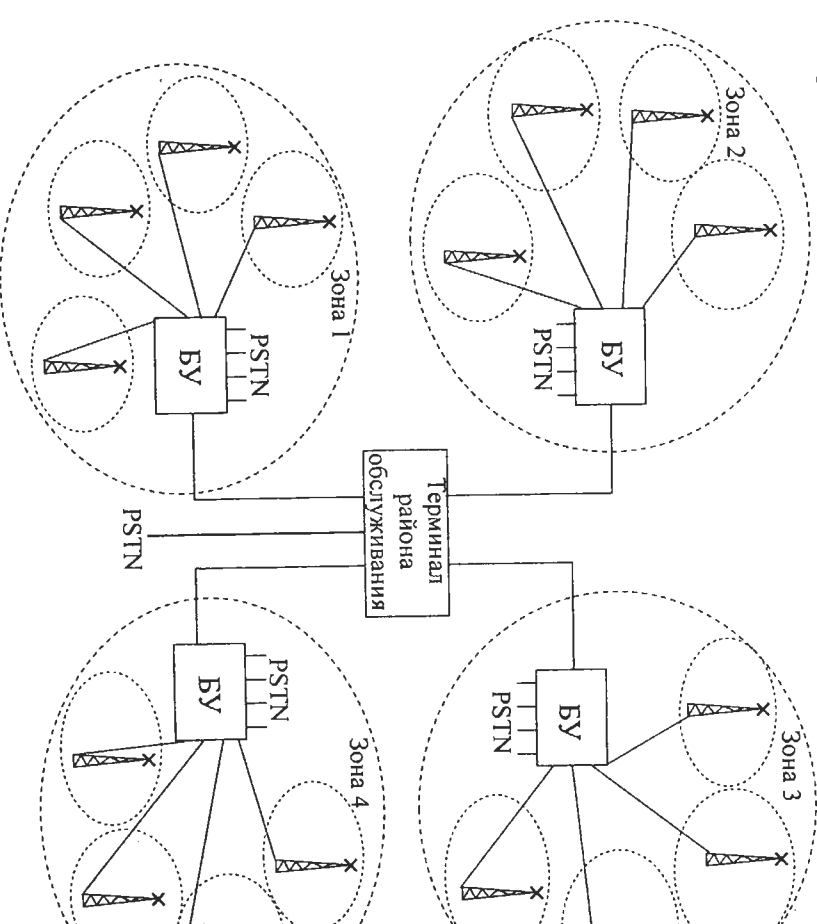 Зона 1
PSTN
БУ
Зона 2
PSTN
БУ
Терминал
района
обслуживания
PSTN
Зона 3
PSTN
БУ
Зона 4
PSTN
БУ